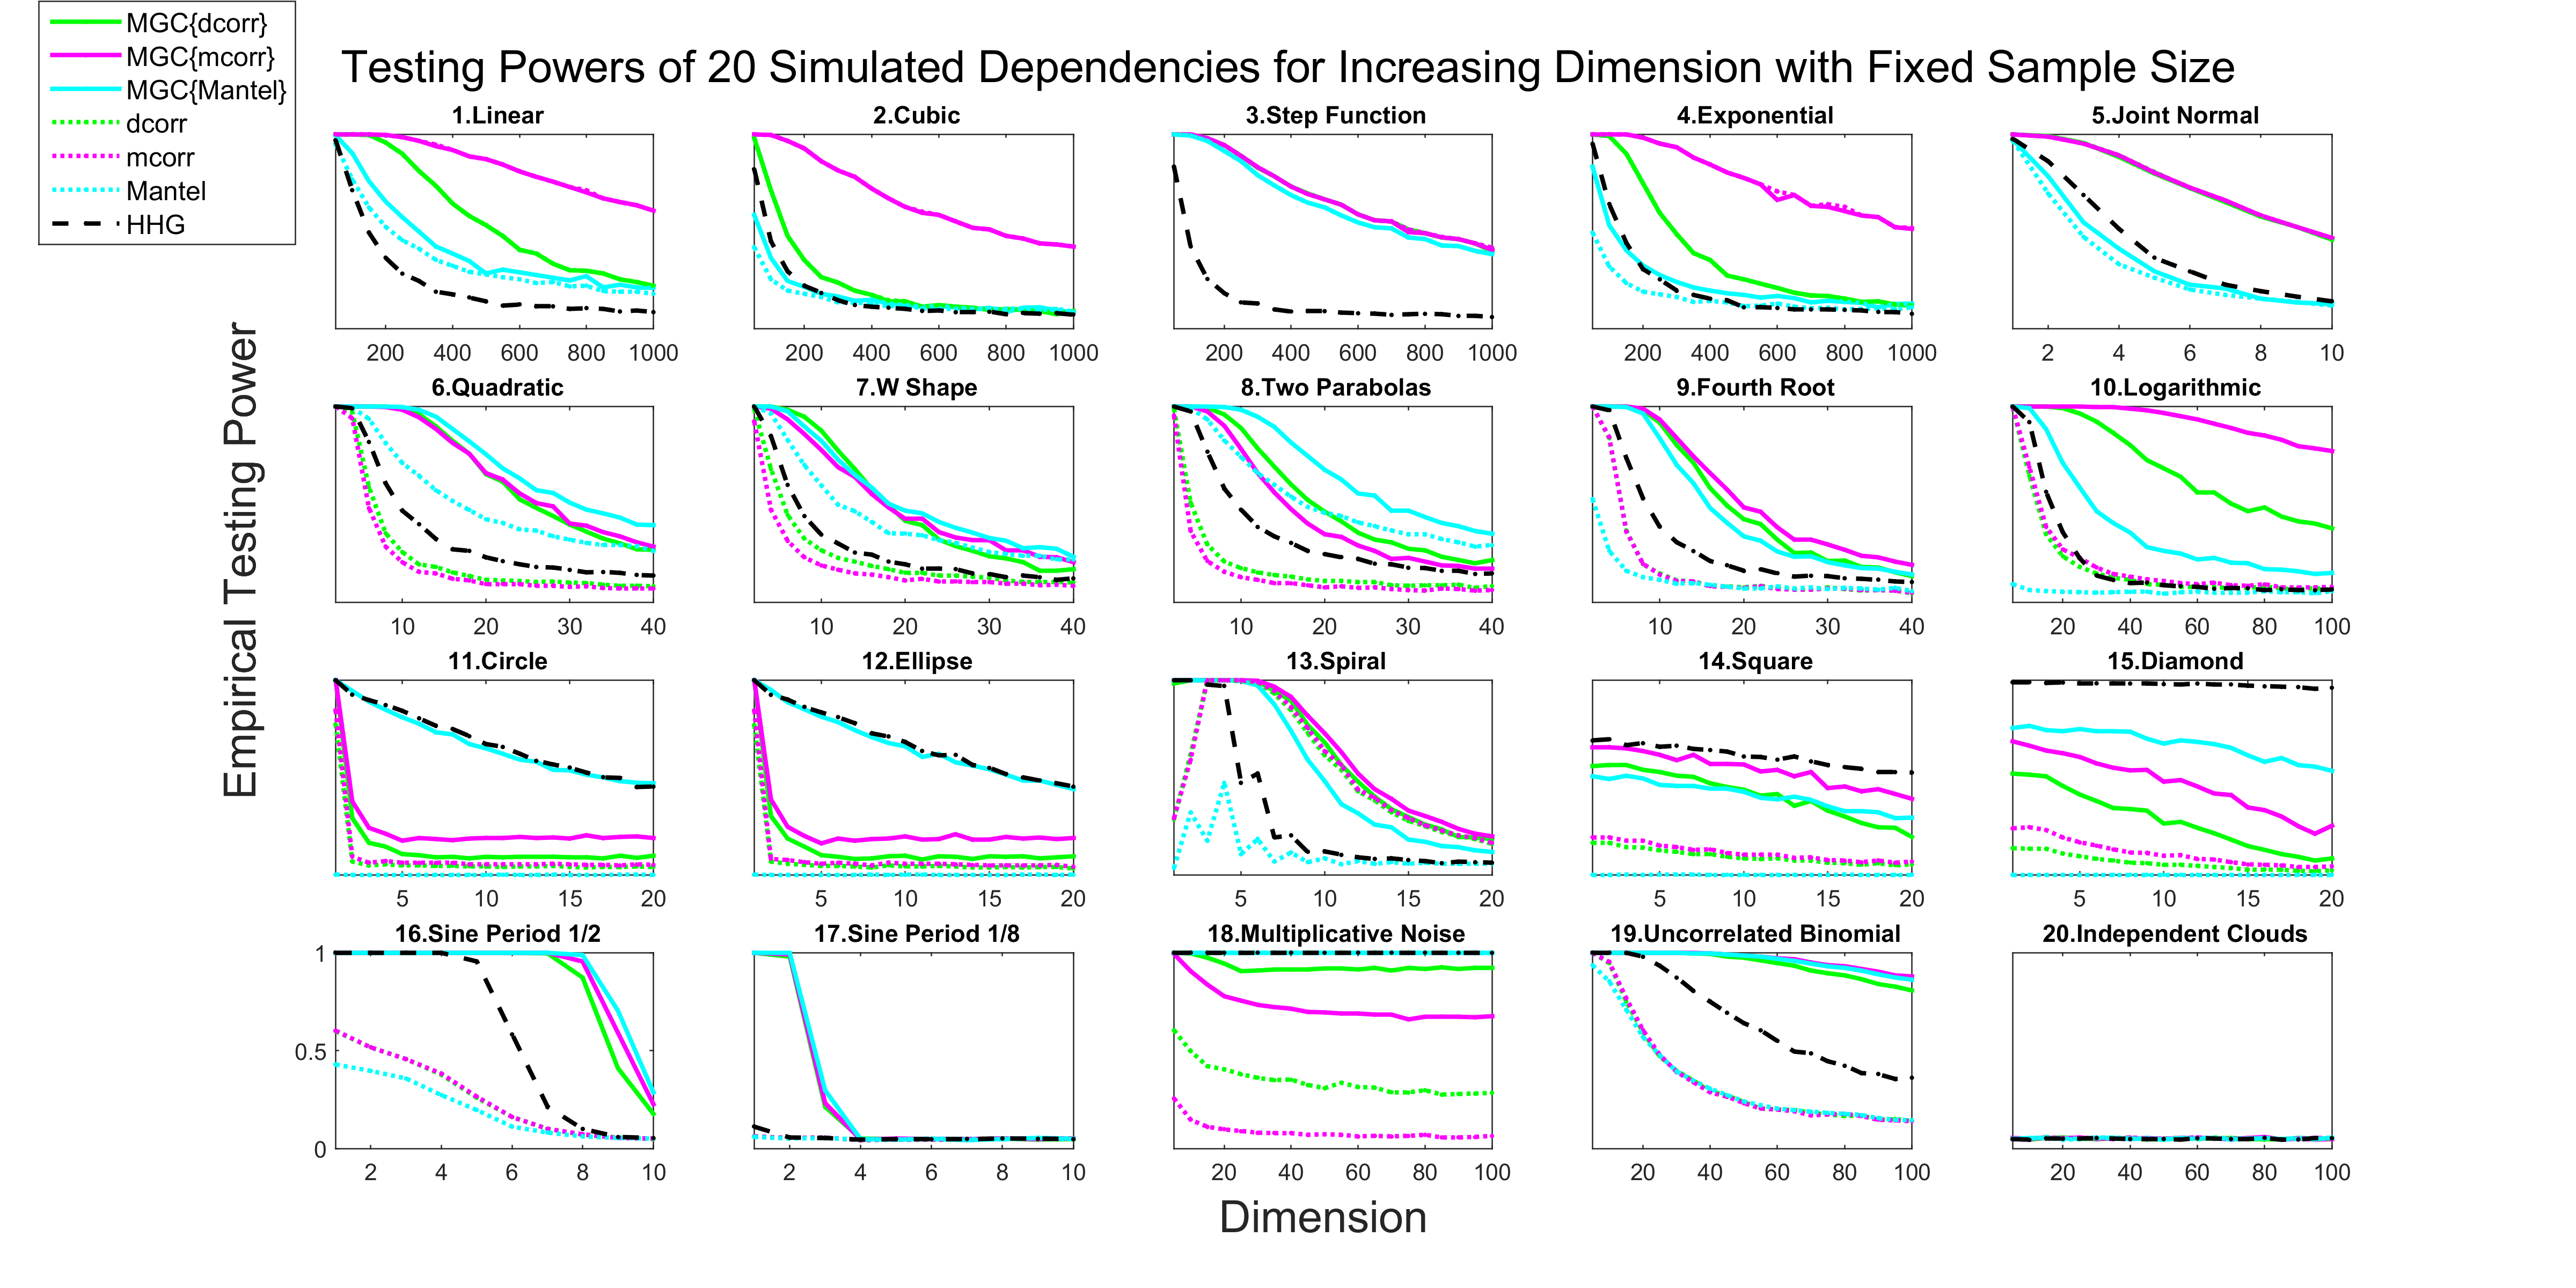 MGC{dcorr}
MGC{mcorr}
MGC{Mantel}
dcorr
mcorr
Mantel
HHG
Testing Powers of 20 Simulated Dependencies for Increasing Dimension with Fixed Sample Size
1.Linear
2.Cubic
3.Step Function
4.Exponential
5.Joint Normal
200 400 600 800 1000
200 400 600 800 1000
200 400 600 800 1000
200 400 600 800 1000
2 4 6 8 10
6.Quadratic
7.W Shape
8.Two Parabolas
9.Fourth Root
10.Logarithmic
10 20 30 40
10 20 30 40
10 20 30 40
10 20 30 40
20 40 60 80 100
11.Circle
12.Ellipse
13.Spiral
14.Square
15.Diamond
5 10 15 20
5 10 15 20
5 10 15 20
5 10 15 20
5 10 15 20
16.Sine Period 1/2
17.Sine Period 1/8
18.Multiplicative Noise
19.Uncorrelated Binomial
20.Independent Clouds
1
0.5
0
2 4 6 8 10
2 4 6 8 10
20 40 60 80 100
20 40 60 80 100
20 40 60 80 100
Empirical Testing Power
Dimension